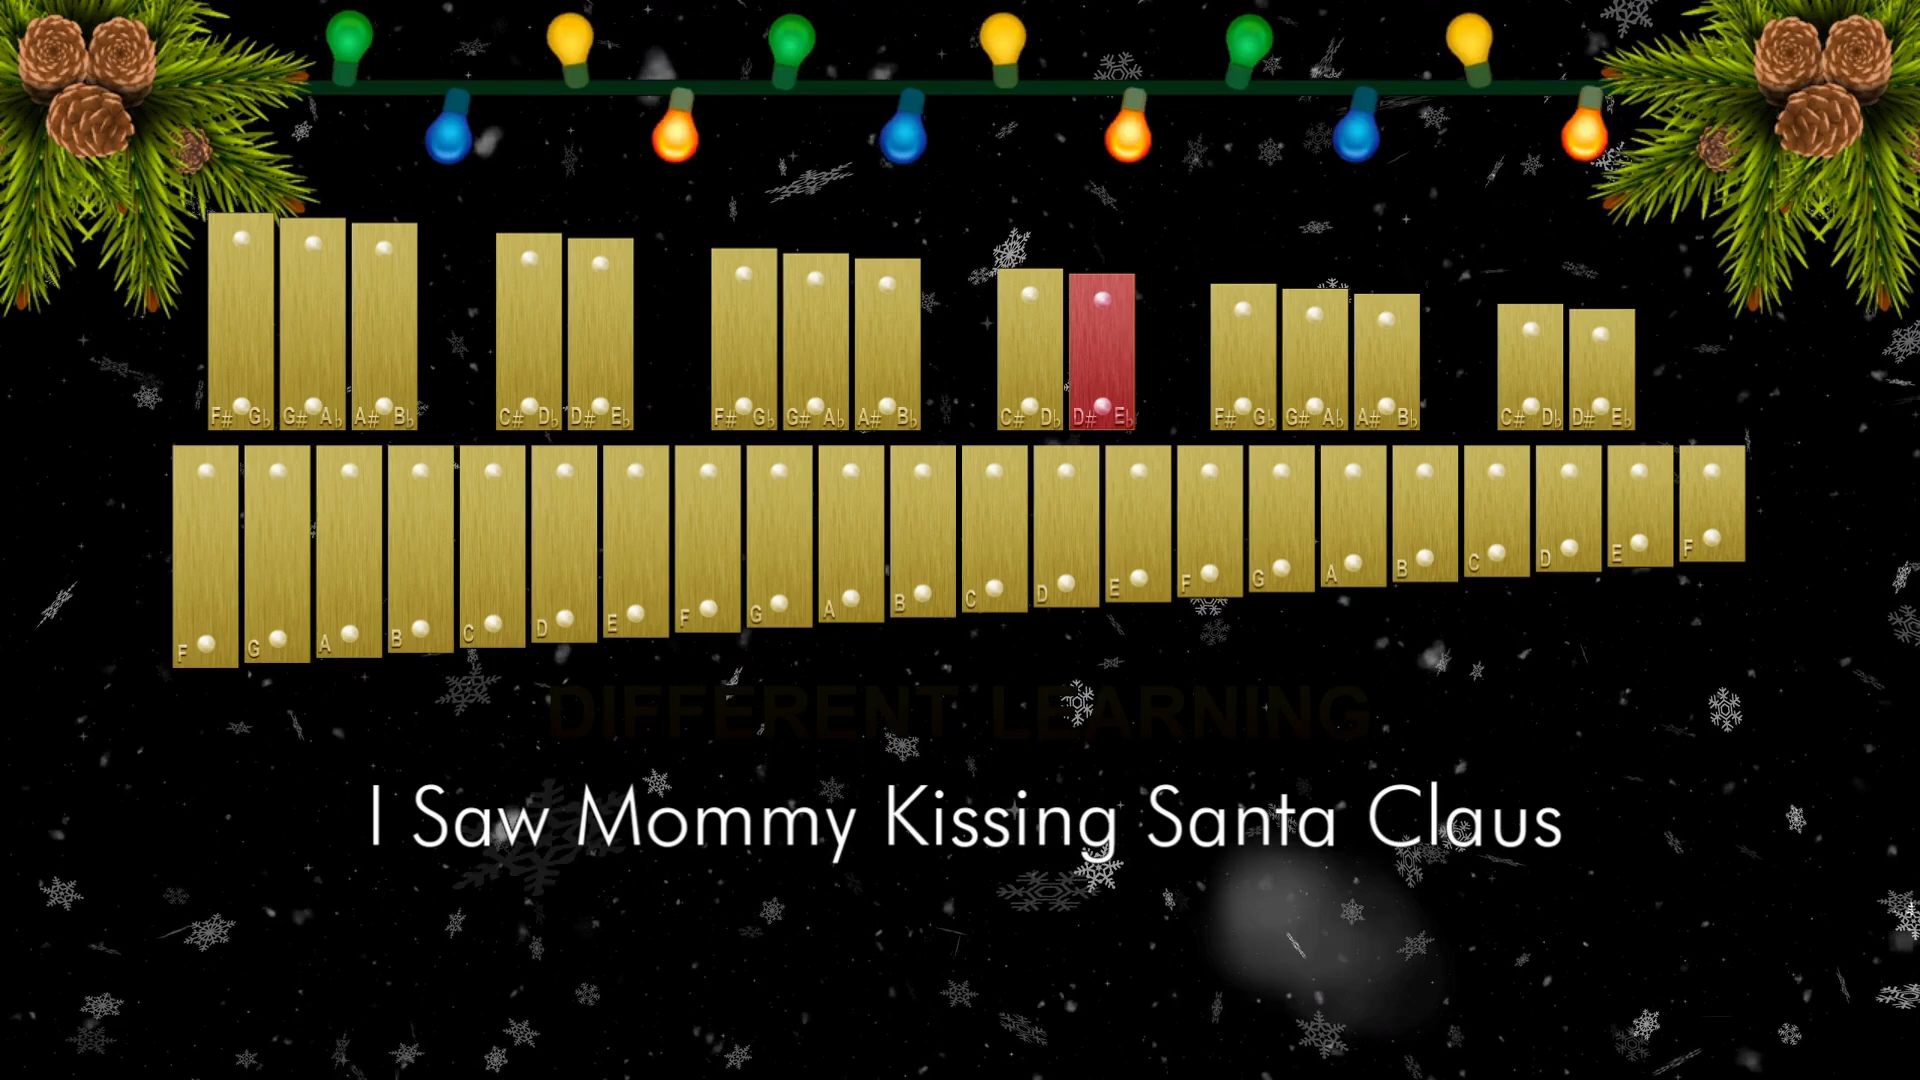 F# G♭ G# A♭ A# B♭ C# D♭ D# E♭ F# G♭ G# A♭ A# B♭ C# D♭ D# E♭ F# G♭ G# A♭ A# B♭ C# D♭ D# E♭
F G A B C D E F G A B C D E F G A B C D E F
DIFFERENT LEARNING
I Saw Mommy Kissing Santa Claus